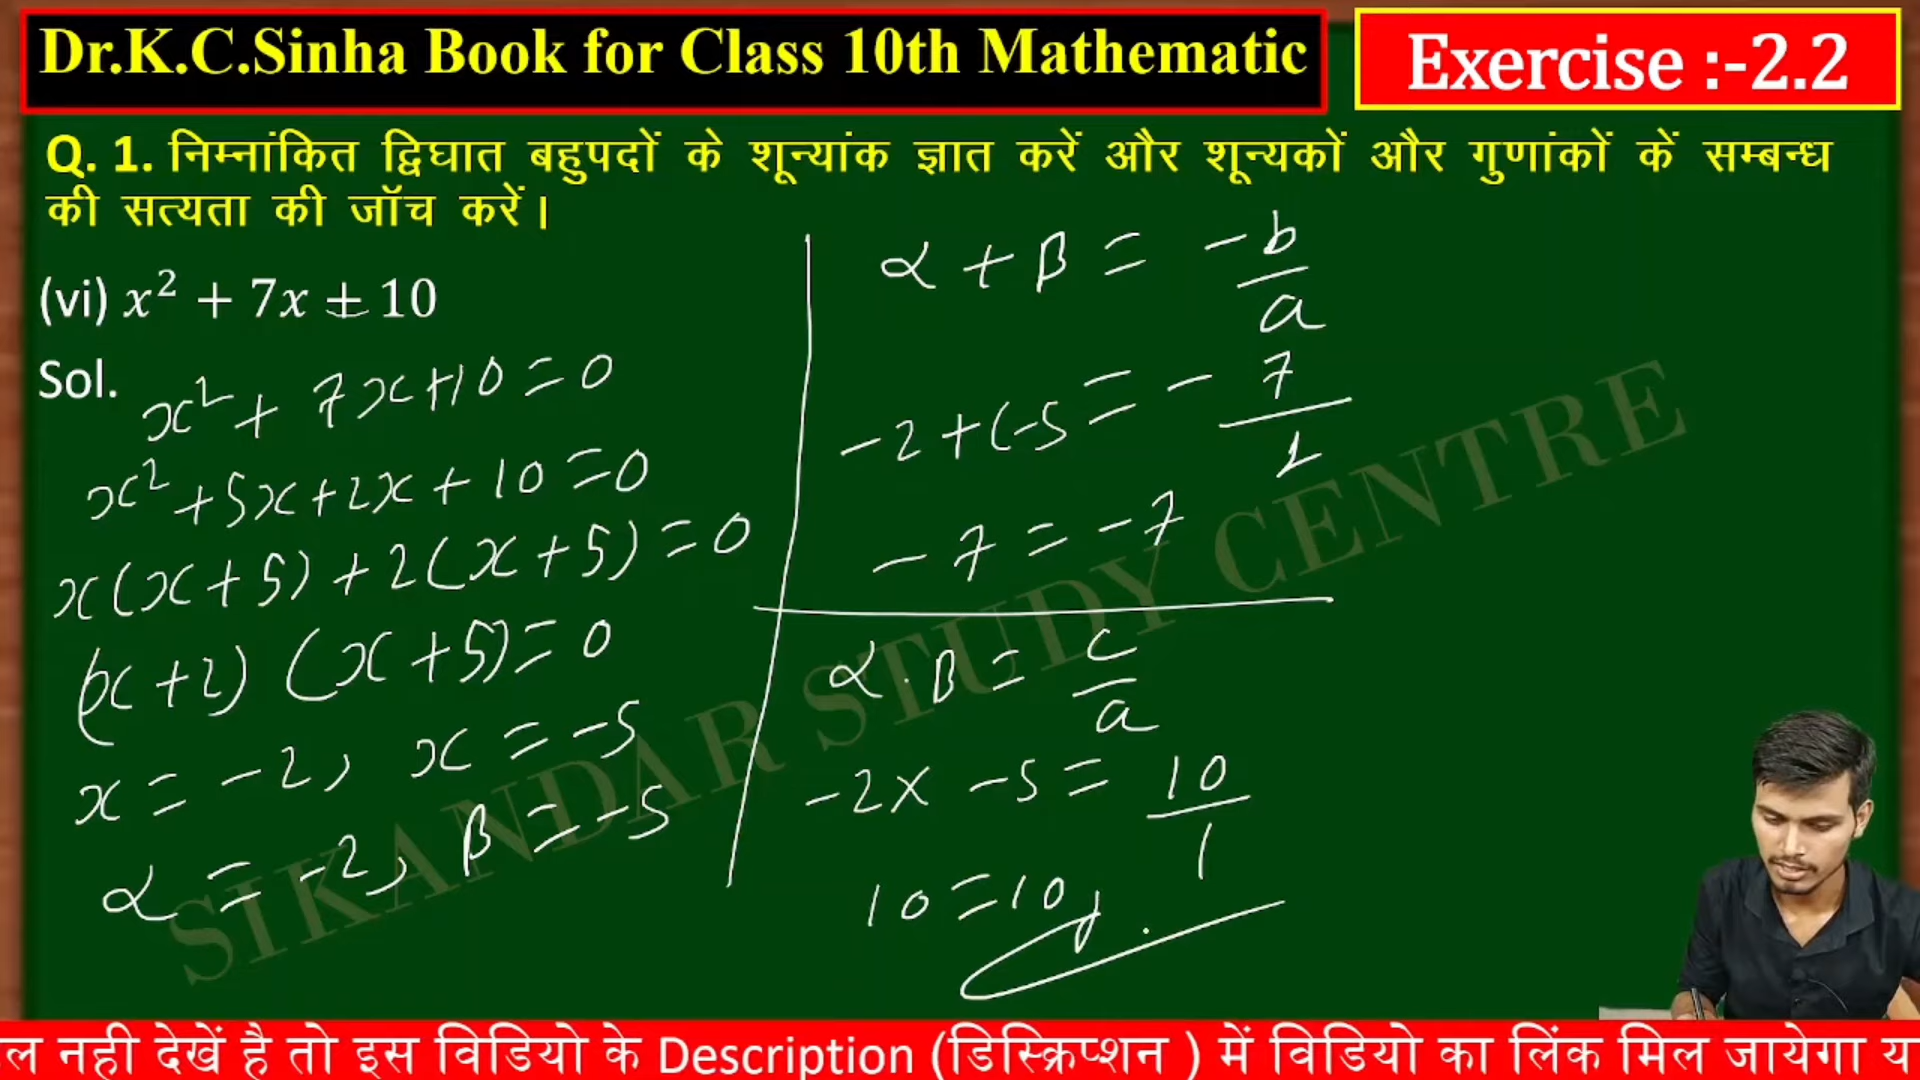 Dr.K.C.Sinha Book for Class 10th Mathematic
Exercise :-2.2
Q. 1. निम्नांकित द्विघात बहुपदों के शून्यांक ज्ञात करें और शून्यकों और गुणांकों कें सम्बन्ध
की सत्यता की जॉच करें।
(vi) x² + 7x ± 10
Sol.
x² + 7x+10=0
x² +5x+2x+10=0
x(x+5)+2(x+5)=0
(x+2) (x+5)=0
x = -2, x = -5
α = -2, β = -5
α + β = -b/a
-2+(-5 = -7/1
-7 = -7
α . β = c/a
-2x -5 = 10/1
10=10
SIKANDAR STUDY CENTRE
ल नही देखें है तो इस विडियो के Description (डिस्क्रिप्शन ) में विडियो का लिंक मिल जायेगा य